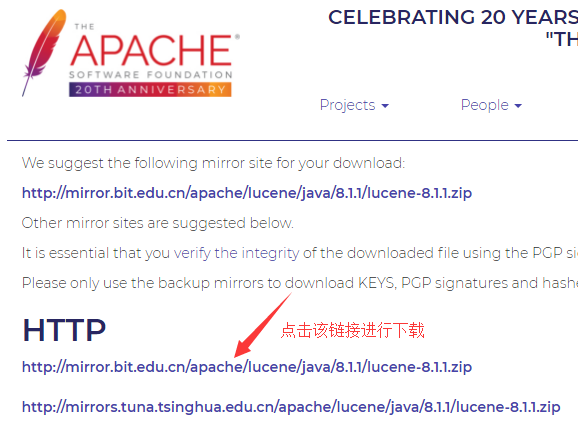 CELEBRATING 20 YEARS
"TH
THE
APACHE®
SOFTWARE FOUNDATION
20TH ANNIVERSARY
Projects
People
We suggest the following mirror site for your download:
http://mirror.bit.edu.cn/apache/lucene/java/8.1.1/lucene-8.1.1.zip
Other mirror sites are suggested below.
It is essential that you verify the integrity of the downloaded file using the PGP si
Please only use the backup mirrors to download KEYS, PGP signatures and hashe
HTTP
点击该链接进行下载
http://mirror.bit.edu.cn/apache/lucene/java/8.1.1/lucene-8.1.1.zip
http://mirrors.tuna.tsinghua.edu.cn/apache/lucene/java/8.1.1/lucene-8.1.1.zip